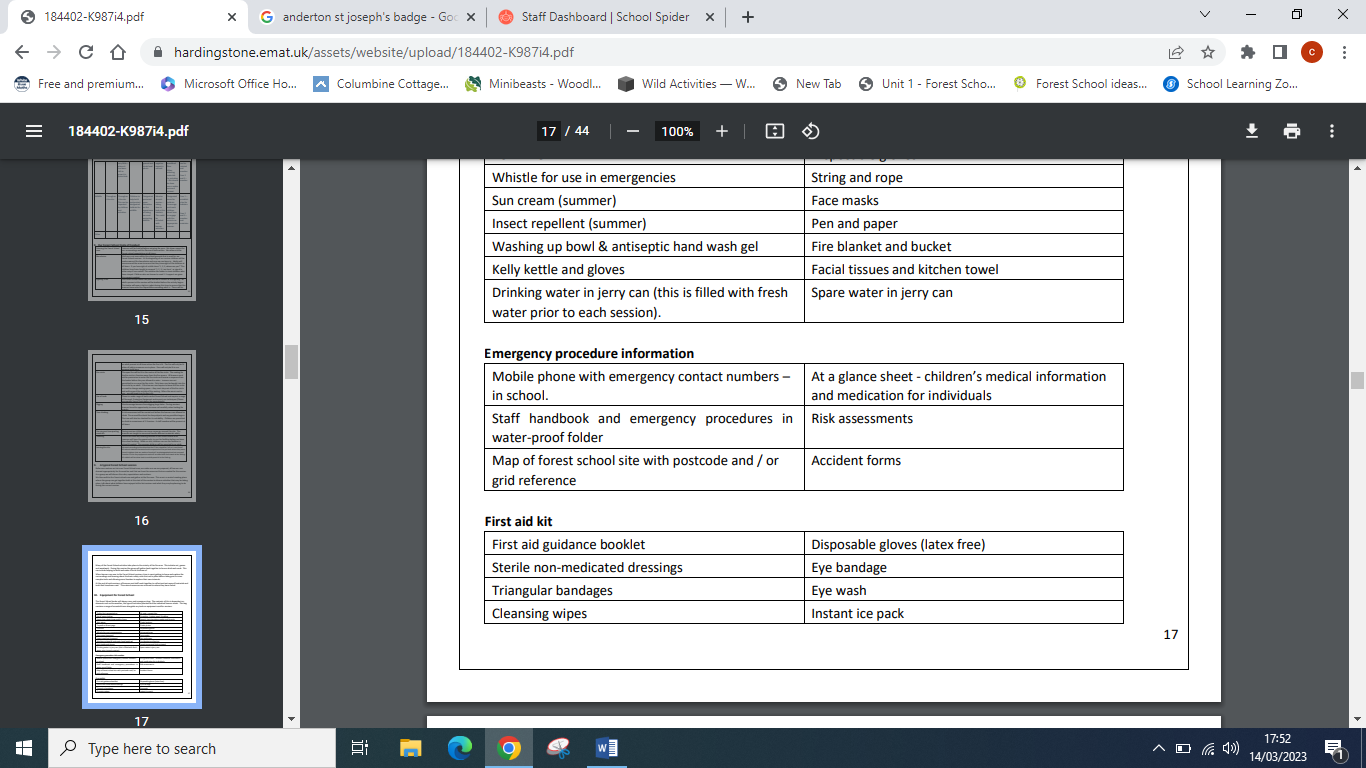 184402-K987i4.pdf
anderton st joseph's badge - Goo
Staff Dashboard | School Spider
hardingstone.emat.uk/assets/website/upload/184402-K987i4.pdf
c
Free and premium...
Microsoft Office Ho...
Columbine Cottage...
Minibeasts - Woodl...
Wild Activities — W...
New Tab
Unit 1 - Forest Scho...
Forest School ideas...
School Learning Zo...
184402-K987i4.pdf
17 / 44
100%
15
16
17
Whistle for use in emergencies String and rope
Sun cream (summer) Face masks
Insect repellent (summer) Pen and paper
Washing up bowl & antiseptic hand wash gel Fire blanket and bucket
Kelly kettle and gloves Facial tissues and kitchen towel
Drinking water in jerry can (this is filled with fresh Spare water in jerry can
water prior to each session).
Emergency procedure information
Mobile phone with emergency contact numbers – At a glance sheet - children’s medical information
in school. and medication for individuals
Staff handbook and emergency procedures in Risk assessments
water-proof folder
Map of forest school site with postcode and / or Accident forms
grid reference
First aid kit
First aid guidance booklet Disposable gloves (latex free)
Sterile non-medicated dressings Eye bandage
Triangular bandages Eye wash
Cleansing wipes Instant ice pack
17
Type here to search
17:52
14/03/2023
1